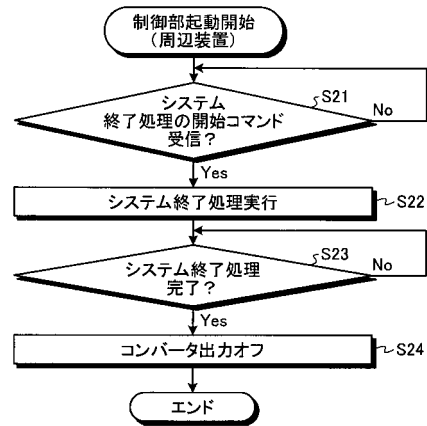 制御部起動開始
(周辺装置)
システム
終了処理の開始コマンド
受信?
S21
No
Yes
システム終了処理実行
S22
システム終了処理
完了?
S23
No
Yes
コンバータ出力オフ
S24
エンド